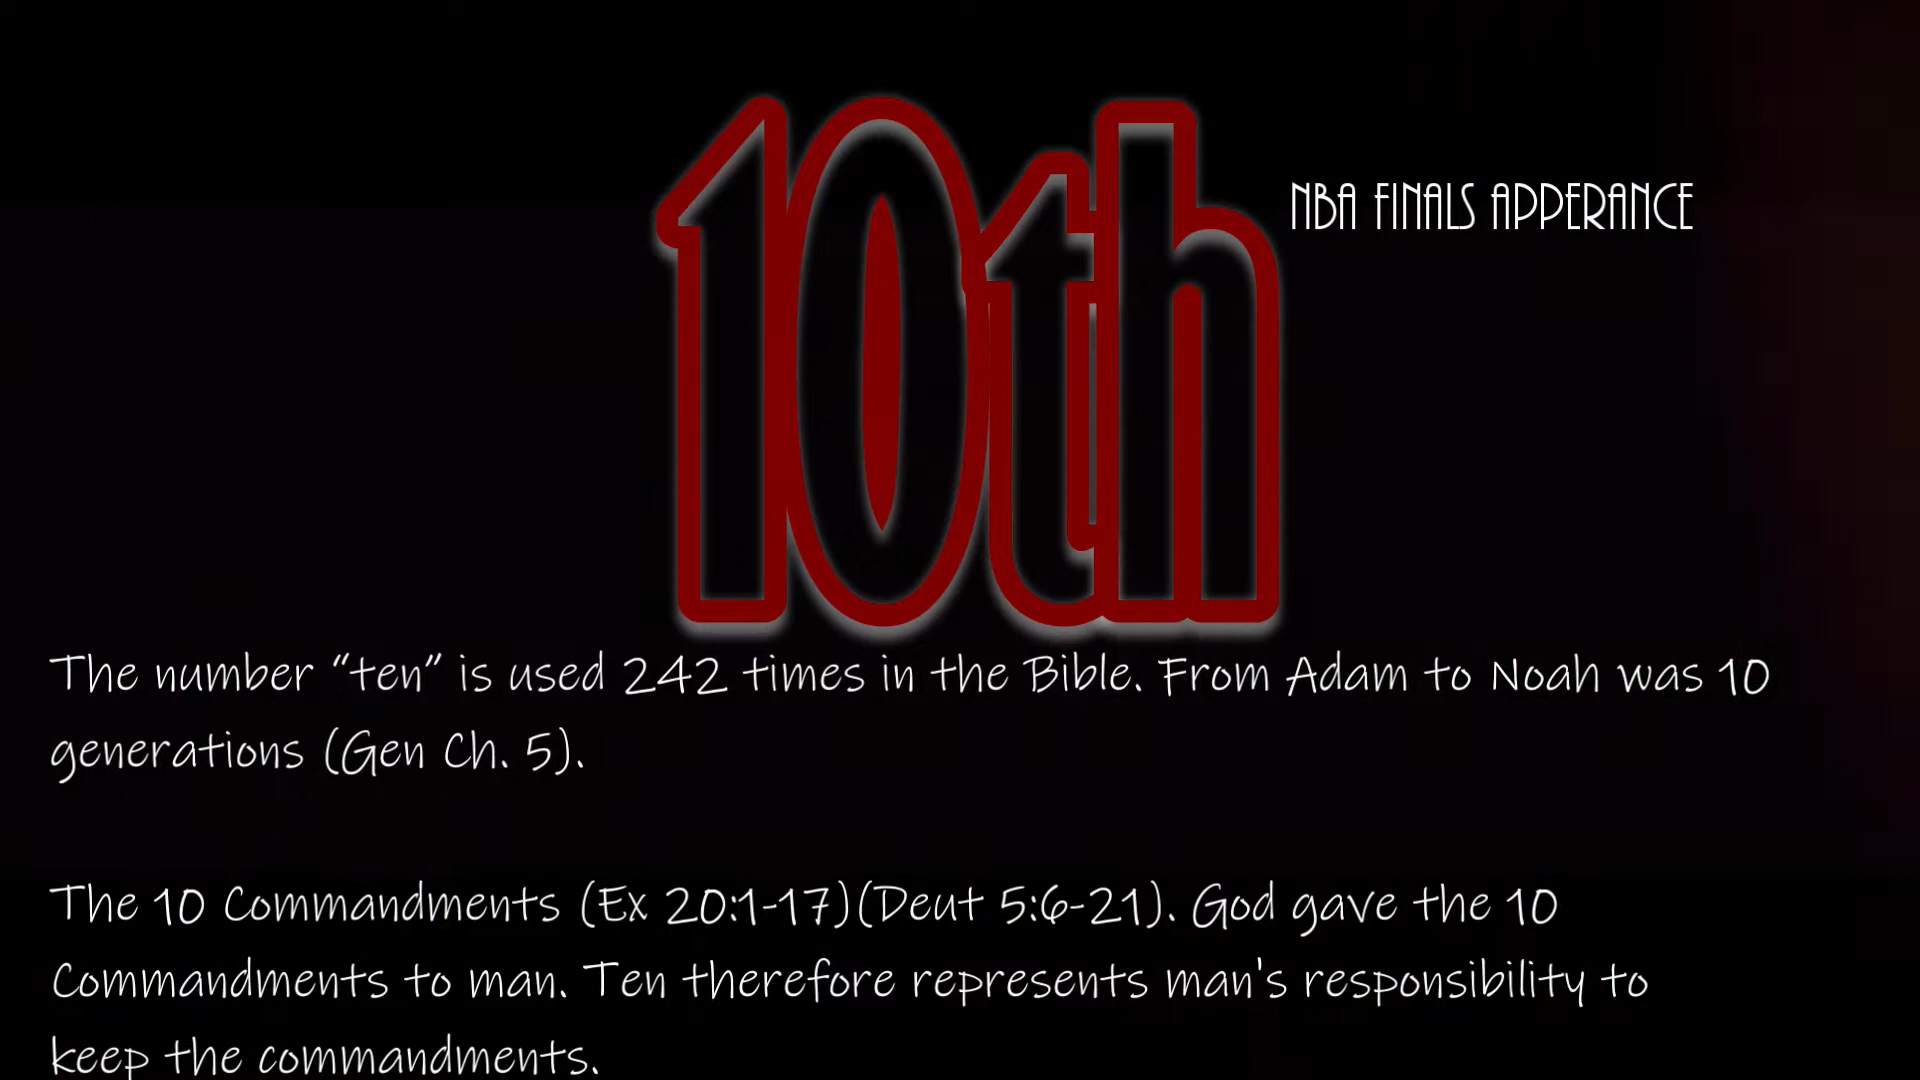 10th
NBA FINALS APPERANCE
The number “ten” is used 242 times in the Bible. From Adam to Noah was 10
generations (Gen Ch. 5).
The 10 Commandments (Ex 20:1-17)(Deut 5:6-21). God gave the 10
Commandments to man. Ten therefore represents man's responsibility to
keep the commandments.